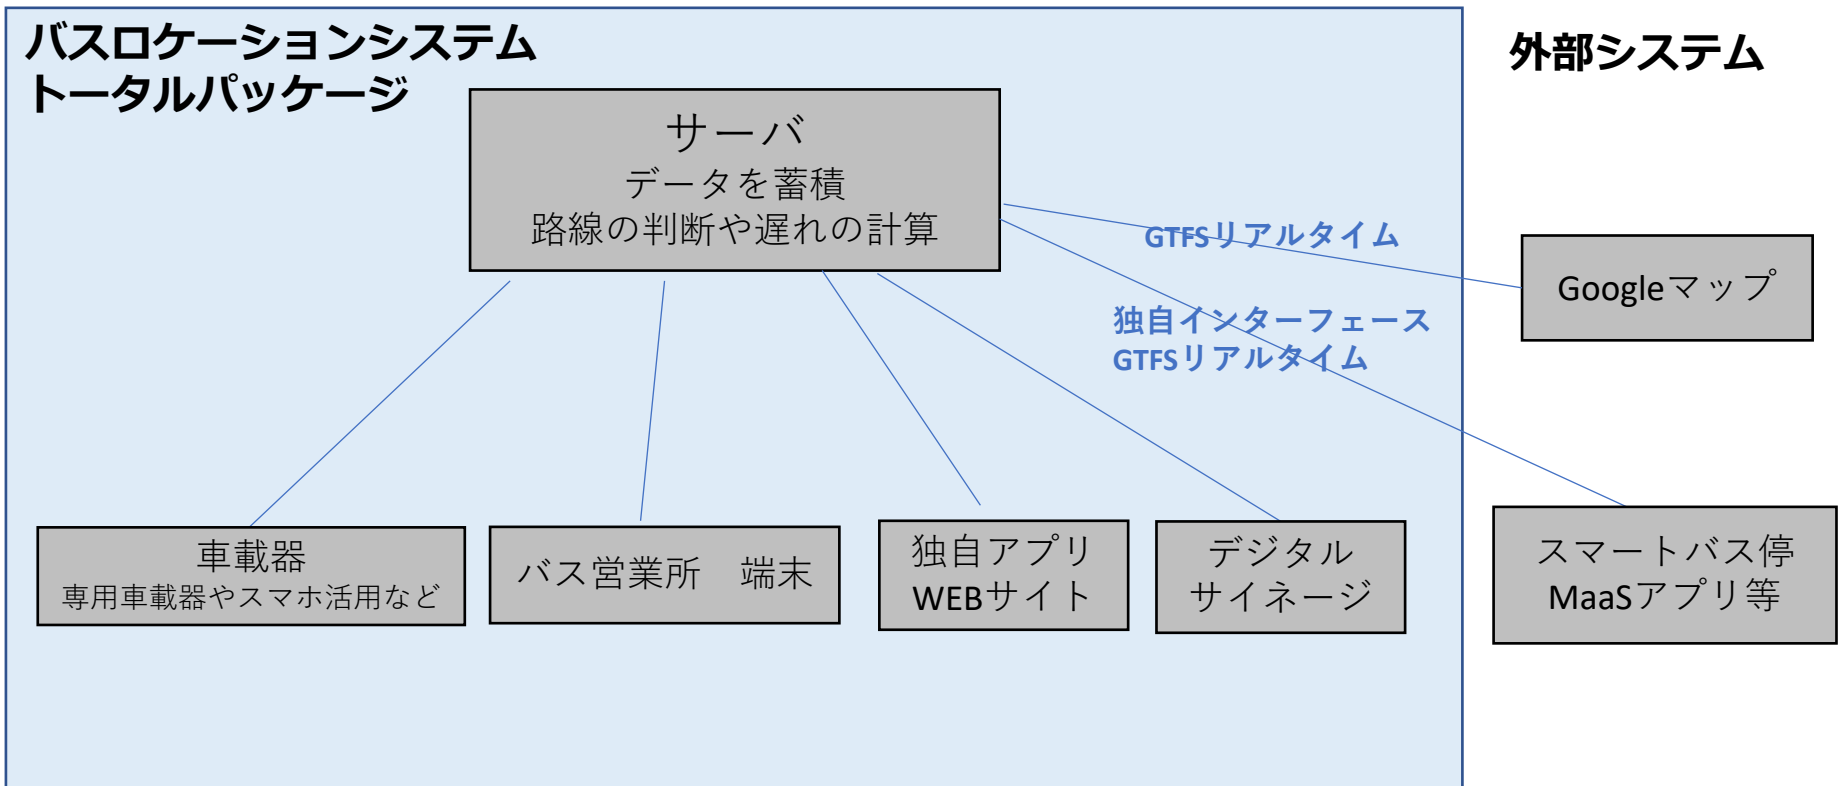 バスロケーションシステム
トータルパッケージ
外部システム
サーバ
データを蓄積
路線の判断や遅れの計算
GTFSリアルタイム
Googleマップ
独自インターフェース
GTFSリアルタイム
車載器
専用車載器やスマホ活用など
バス営業所　端末
独自アプリ
WEBサイト
デジタル
サイネージ
スマートバス停
MaaSアプリ等